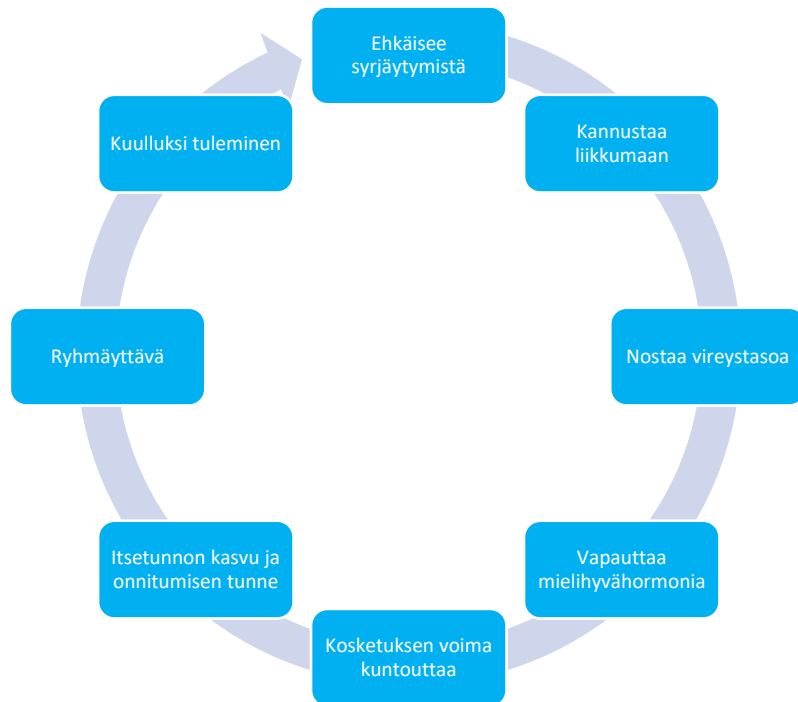 Ehkäisee
syrjäytymistä
Kannustaa
liikkumaan
Nostaa vireystasoa
Vapauttaa
mielihyvähormonia
Kosketuksen voima
kuntouttaa
Itsetunnon kasvu ja
onnitumisen tunne
Ryhmäyttävä
Kuulluksi tuleminen